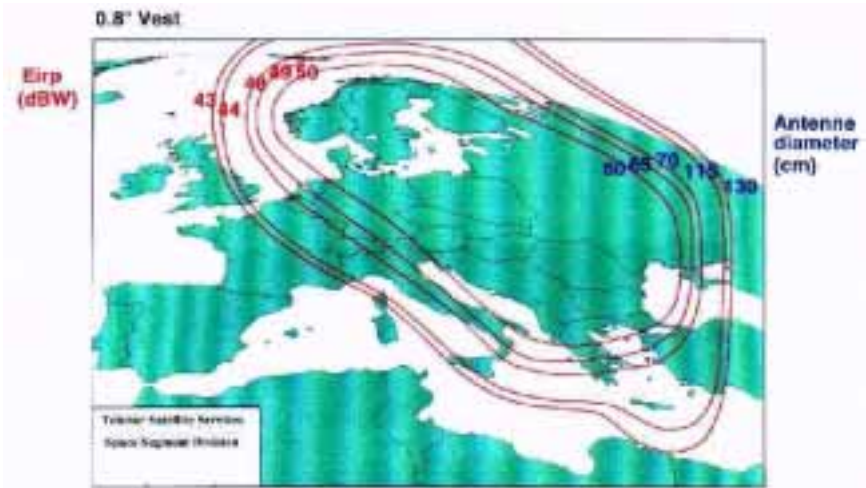 0.8° Vest
Eirp
(dBW)
43
44
48
49
50
Antenne
diameter
(cm)
60
65
70
115
130
Telenor Satellite Services
Space Segment Division